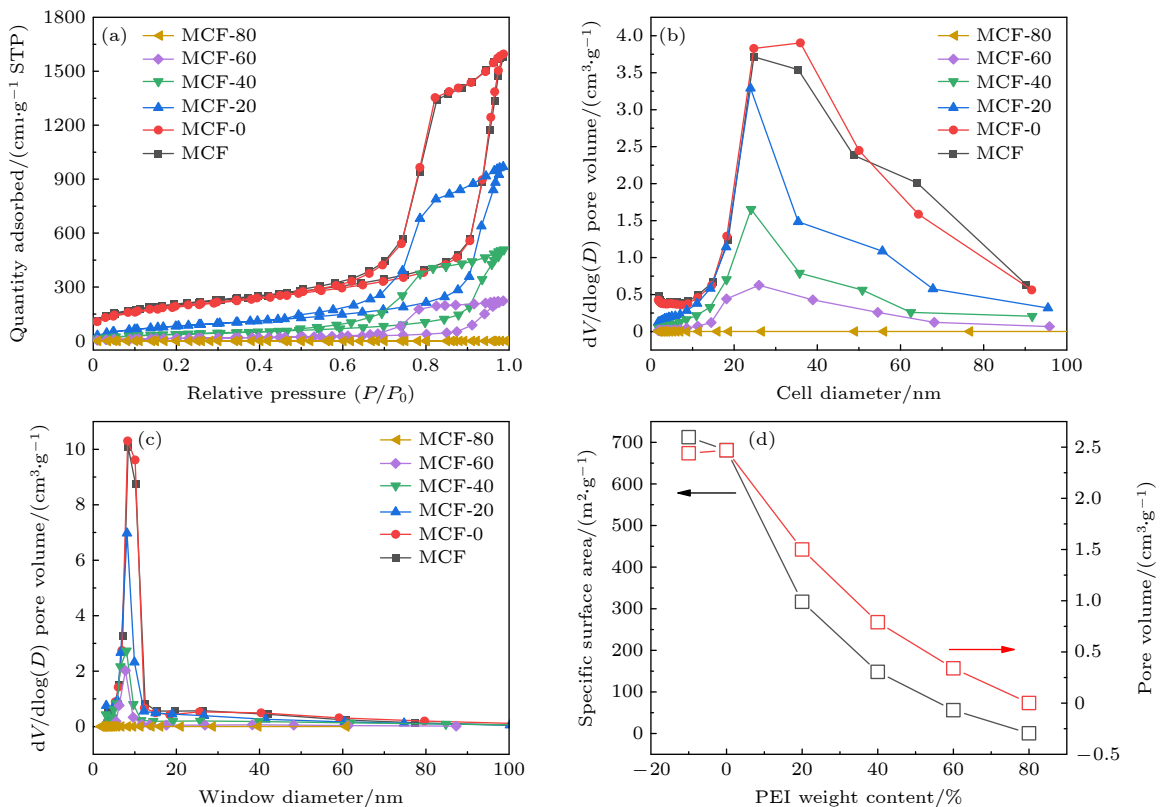 (a)
MCF-80
MCF-60
MCF-40
MCF-20
MCF-0
MCF
1800
1500
1200
900
600
300
0
0
0.2
0.4
0.6
0.8
1.0
Quantity adsorbed/(cm1·g−1 STP)
Relative pressure (P/P0)
(b)
MCF-80
MCF-60
MCF-40
MCF-20
MCF-0
MCF
4.0
3.5
3.0
2.5
2.0
1.5
1.0
0.5
0
0
20
40
60
80
100
dV/dlog(D) pore volume/(cm3·g−1)
Cell diameter/nm
(c)
MCF-80
MCF-60
MCF-40
MCF-20
MCF-0
MCF
10
8
6
4
2
0
0
20
40
60
80
100
dV/dlog(D) pore volume/(cm3·g−1)
Window diameter/nm
(d)
700
600
500
400
300
200
100
0
2.5
2.0
1.5
1.0
0.5
0
−0.5
−20
0
20
40
60
80
Specific surface area/(m2·g−1)
Pore volume/(cm3·g−1)
PEI weight content/%